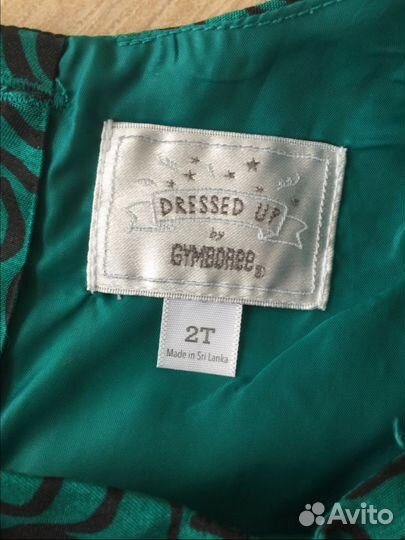 DRESSED UP
by
GYMBOREE®
2T
Made in Sri Lanka
Avito